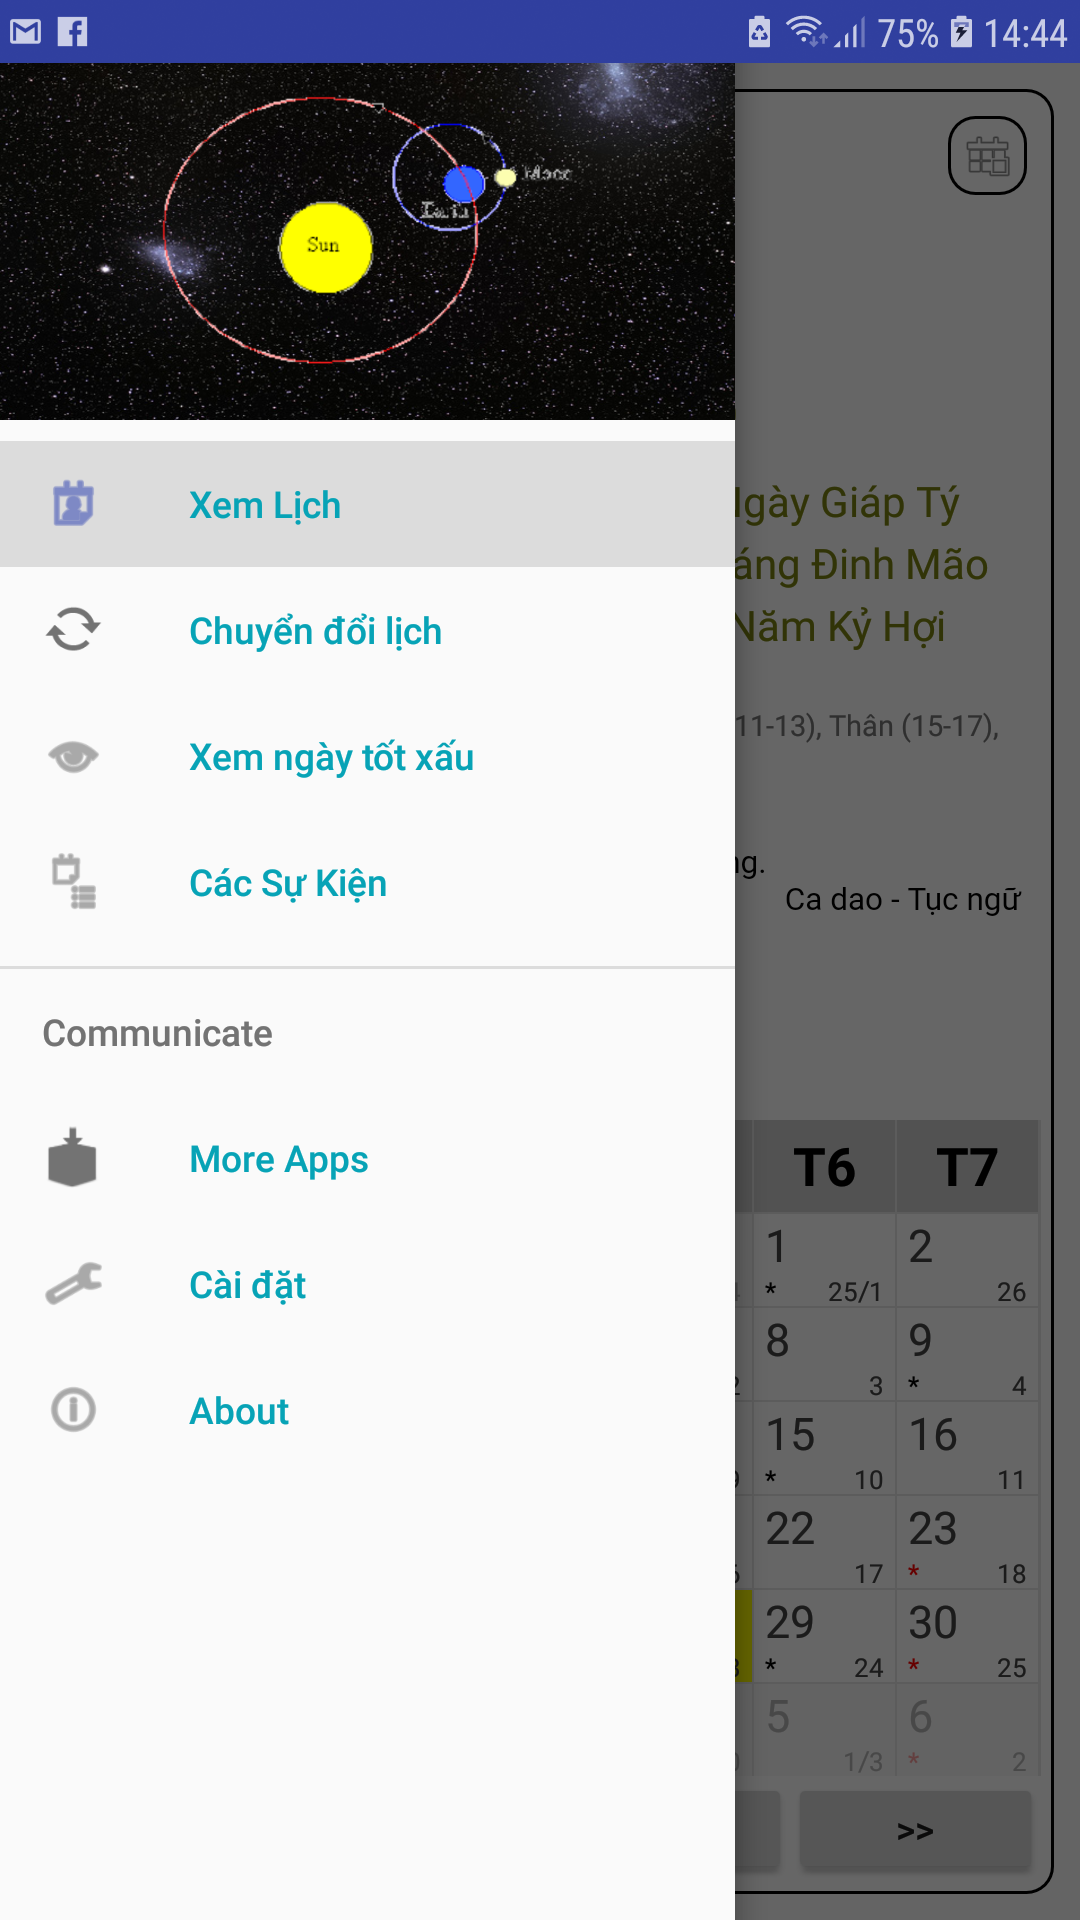 75% 14:44
Moon
Earth
Sun
Xem Lịch
Chuyển đổi lịch
Xem ngày tốt xấu
Các Sự Kiện
Communicate
More Apps
Cài đặt
About
Giáp Tý
Đinh Mão
Năm Kỷ Hợi
11-13), Thân (15-17),
Ca dao - Tục ngữ
T6 T7
1 2
* 25/1 26
8 9
3 * 4
15 16
* 10 11
22 23
17 * 18
29 30
* 24 * 25
5 6
1/3 * 2
>>